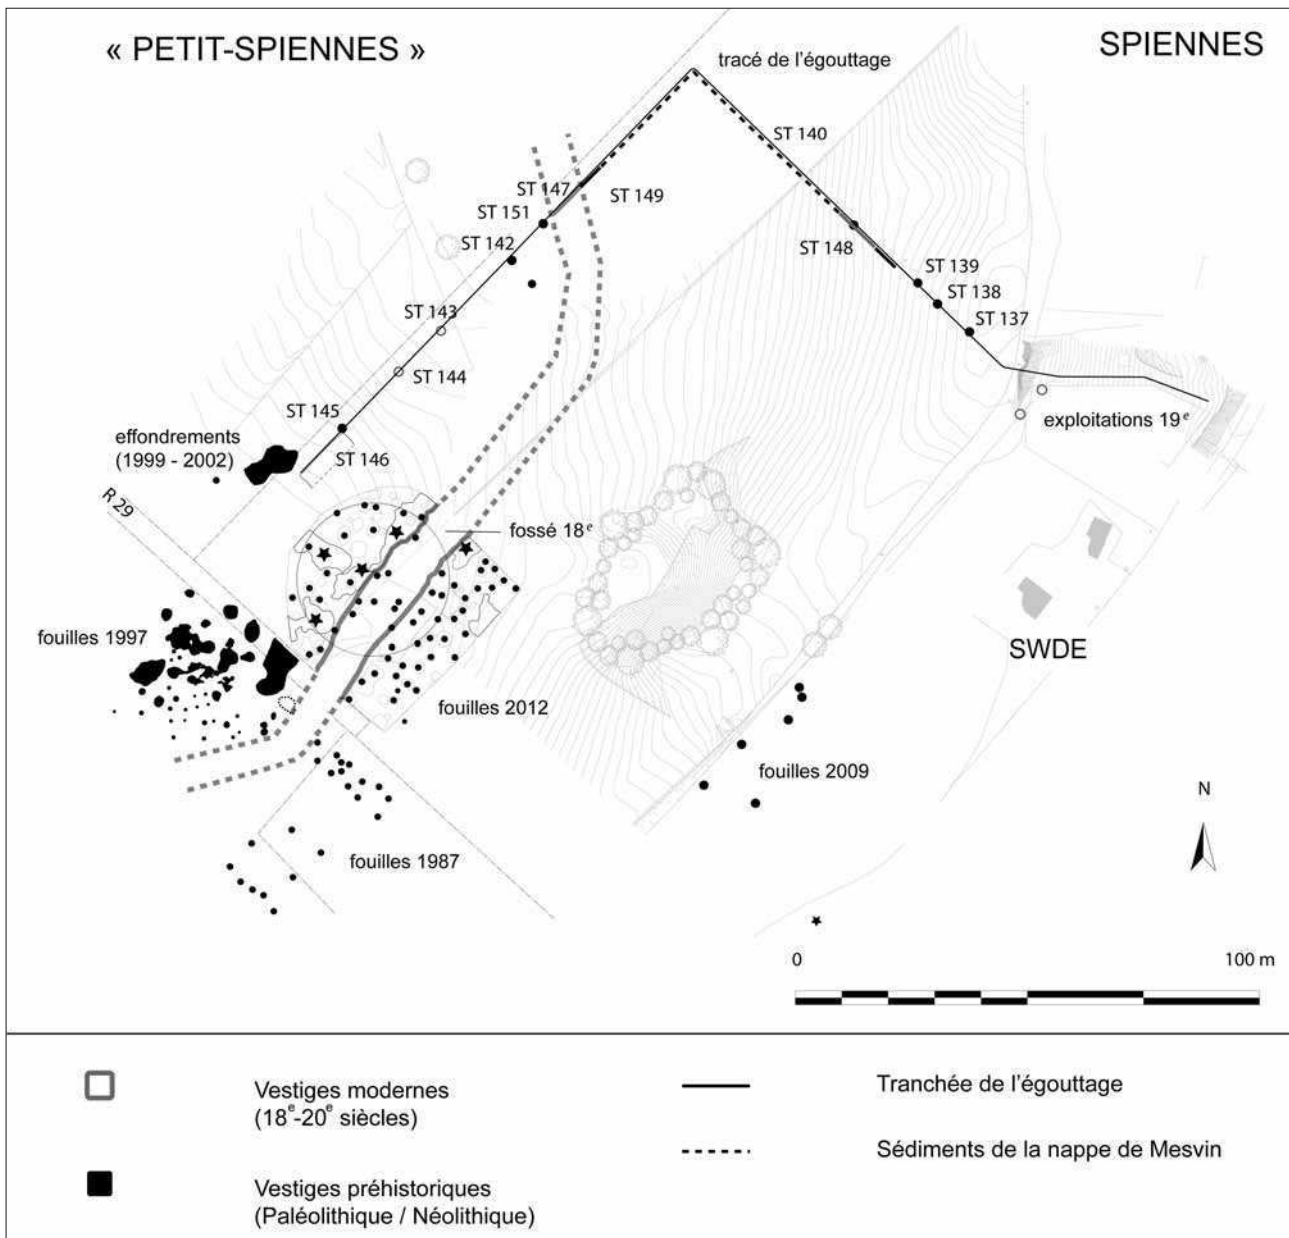 « PETIT-SPIENNES »
SPIENNES
tracé de l’égouttage
ST 140
ST 147
ST 149
ST 151
ST 142
ST 148
ST 139
ST 138
ST 137
ST 143
ST 144
ST 145
ST 146
effondrements
(1999 - 2002)
exploitations 19e
R 29
fossé 18e
fouilles 1997
SWDE
fouilles 2012
fouilles 2009
N
fouilles 1987
0
100 m
Vestiges modernes
(18e-20e siècles)
Tranchée de l’égouttage
Sédiments de la nappe de Mesvin
Vestiges préhistoriques
(Paléolithique / Néolithique)